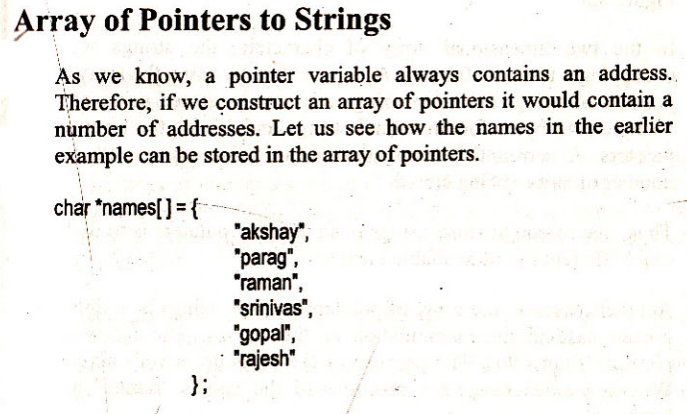 Array of Pointers to Strings
As we know, a pointer variable always contains an address.
Therefore, if we construct an array of pointers it would contain a
number of addresses. Let us see how the names in the earlier
example can be stored in the array of pointers.
char *names[ ] = {
"akshay",
"parag",
"raman",
"srinivas",
"gopal",
"rajesh"
} ;